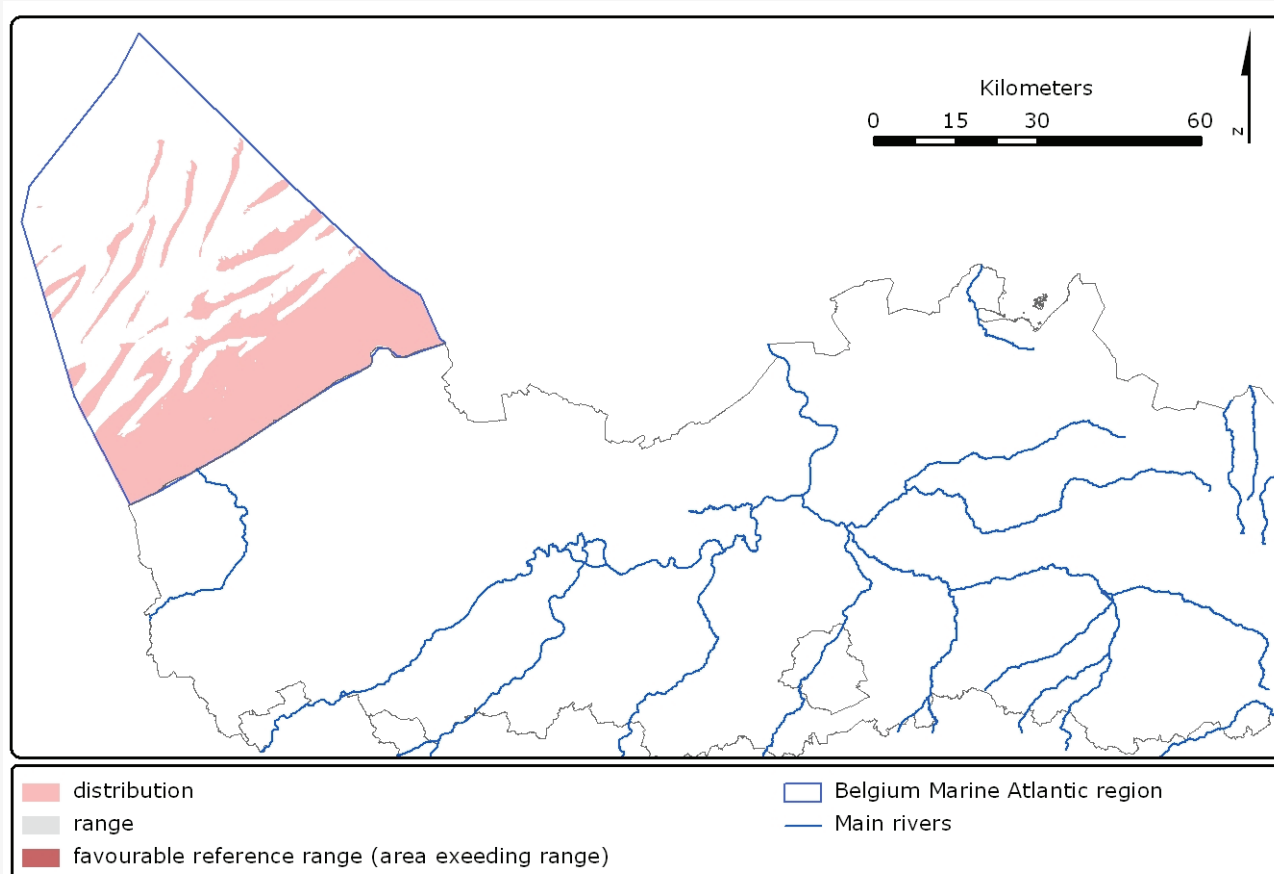 Kilometers
0 15 30 60
N
distribution
range
favourable reference range (area exeeding range)
Belgium Marine Atlantic region
Main rivers